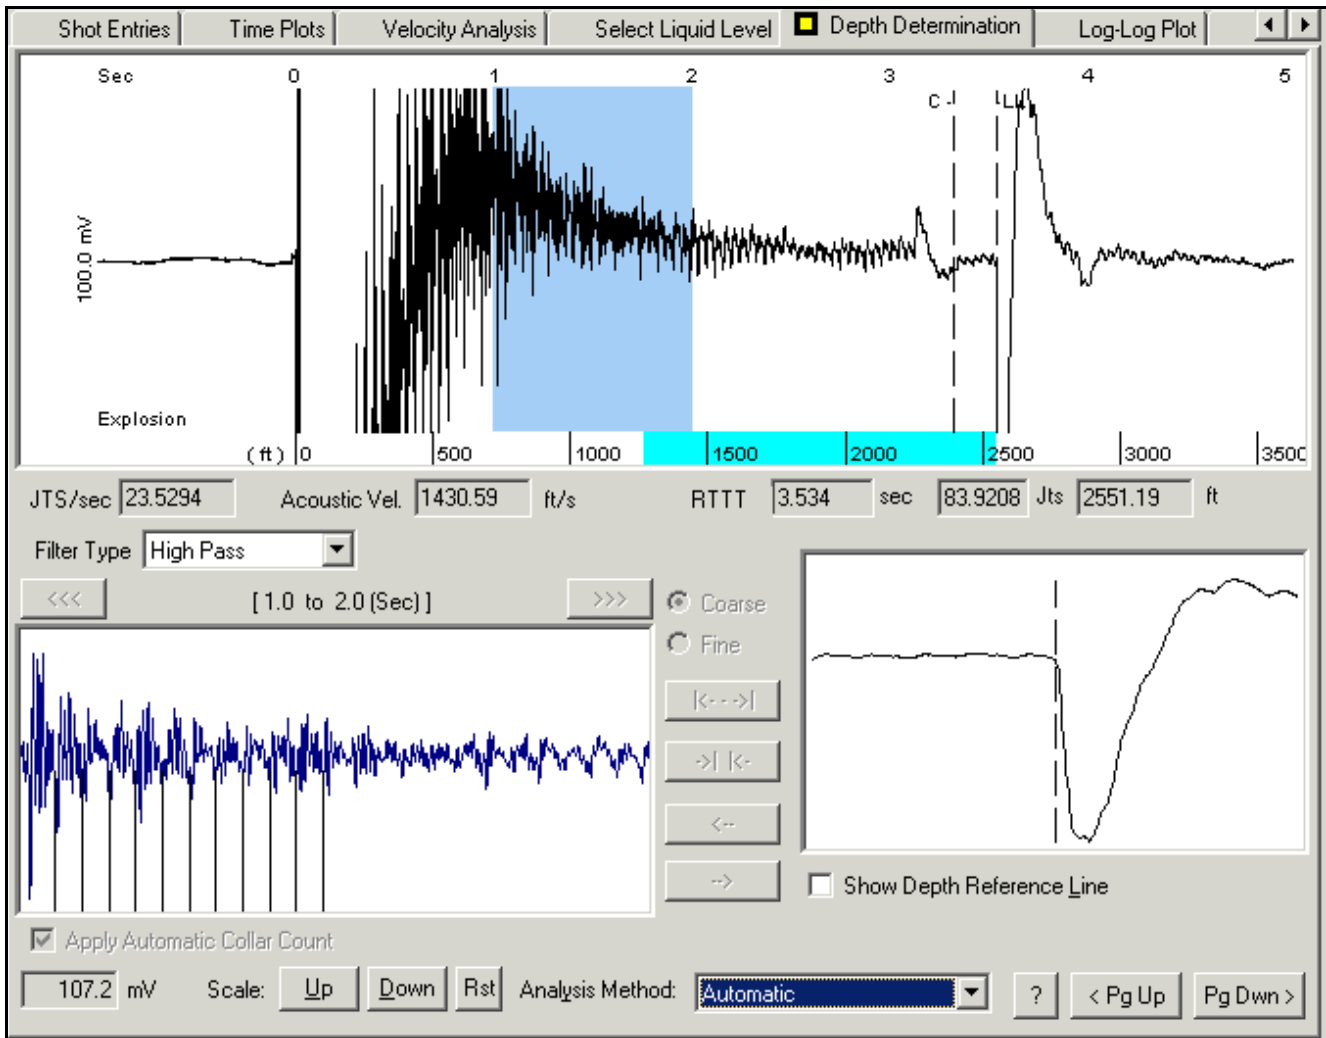 Shot Entries Time Plots Velocity Analysis Select Liquid Level Depth Determination Log-Log Plot
Sec 0 1 2 3 4 5
C LL
100.0 mV
Explosion
(ft) 0 500 1000 1500 2000 2500 3000 3500
JTS/sec 23.5294 Acoustic Vel. 1430.59 ft/s RTTT 3.534 sec 83.9208 Jts 2551.19 ft
Filter Type High Pass
<<< [ 1.0 to 2.0 (Sec) ] >>>
Coarse
Fine
|<- - ->|
->| |<-
<--
-->
Show Depth Reference Line
Apply Automatic Collar Count
107.2 mV Scale: Up Down Rst Analysis Method: Automatic ? < Pg Up Pg Dwn >